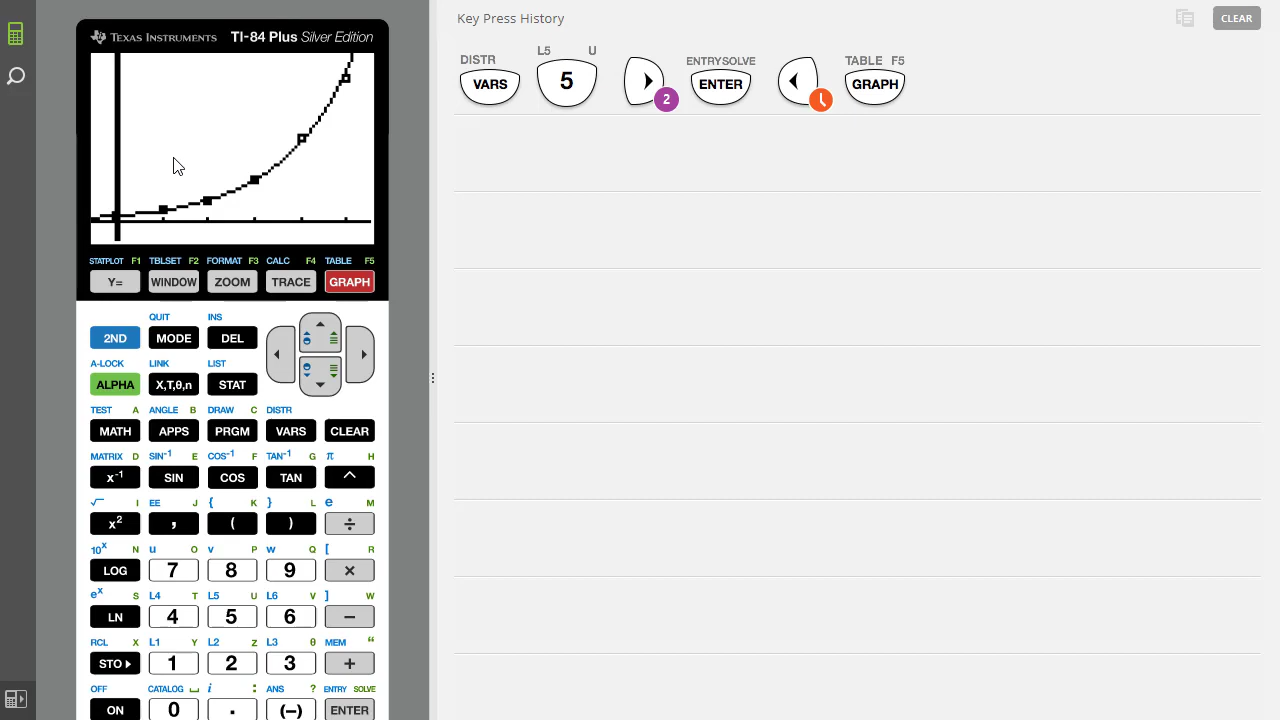 Key Press History
CLEAR
TEXAS INSTRUMENTS TI-84 Plus Silver Edition
DISTR L5 U ENTRYSOLVE TABLE F5
VARS 5 2 ENTER GRAPH
STATPLOT F1 TBLSET F2 FORMAT F3 CALC F4 TABLE F5
Y= WINDOW ZOOM TRACE GRAPH
QUIT INS
2ND MODE DEL
A-LOCK LINK LIST
ALPHA X,T,θ,n STAT
TEST A ANGLE B DRAW C DISTR
MATH APPS PRGM VARS CLEAR
MATRIX D SIN-1 E COS-1 F TAN-1 G π H
x-1 SIN COS TAN ^
√ I EE J { K } L e M
x2 , ( ) ÷
10x N u O v P w Q [ R
LOG 7 8 9 ×
ex S L4 T L5 U L6 V ] W
LN 4 5 6 −
RCL X L1 Y L2 Z L3 θ MEM “
STO 1 2 3 +
OFF CATALOG ⎵ i : ANS ? ENTRY SOLVE
ON 0 . (−) ENTER